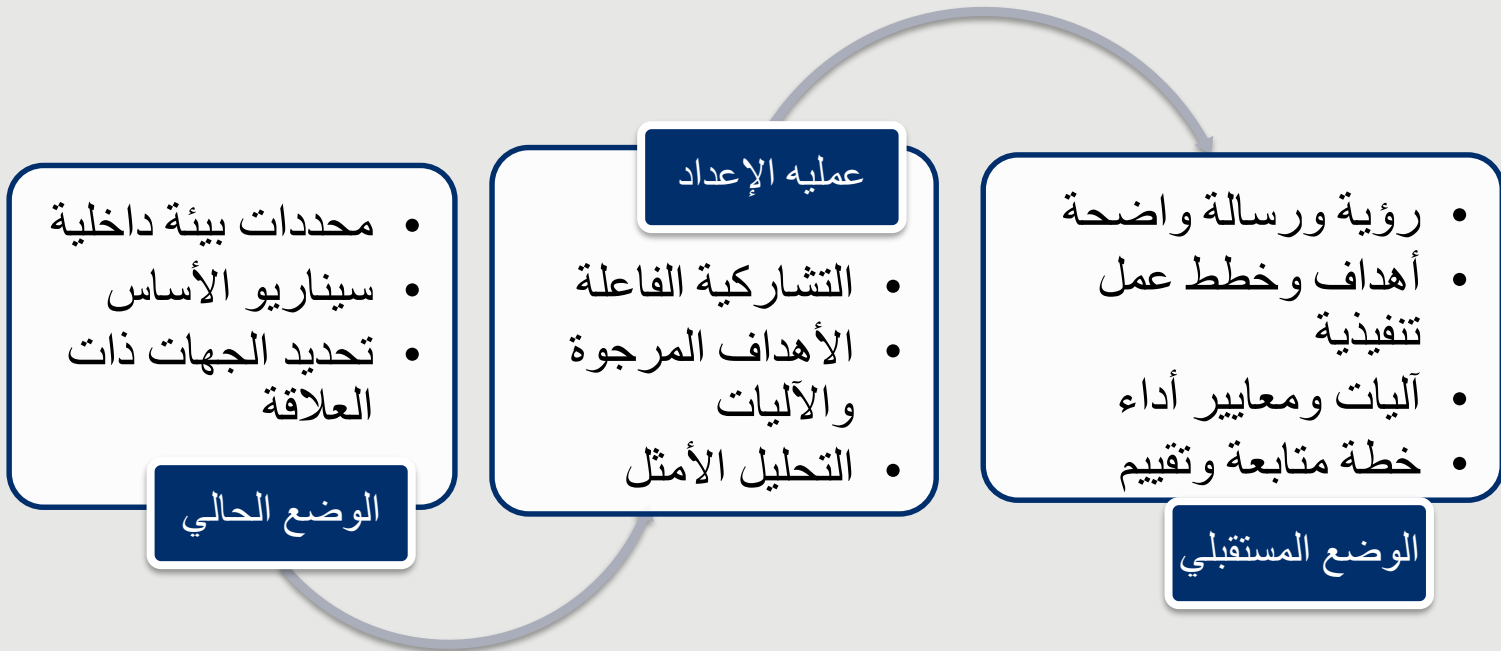 • محددات بيئة داخلية
• سيناريو الأساس
• تحديد الجهات ذات
العلاقة
الوضع الحالي
عمليه الإعداد
• التشاركية الفاعلة
• الأهداف المرجوة
والآليات
• التحليل الأمثل
• رؤية ورسالة واضحة
• أهداف وخطط عمل
تنفيذية
• آليات ومعايير أداء
• خطة متابعة وتقييم
الوضع المستقبلي